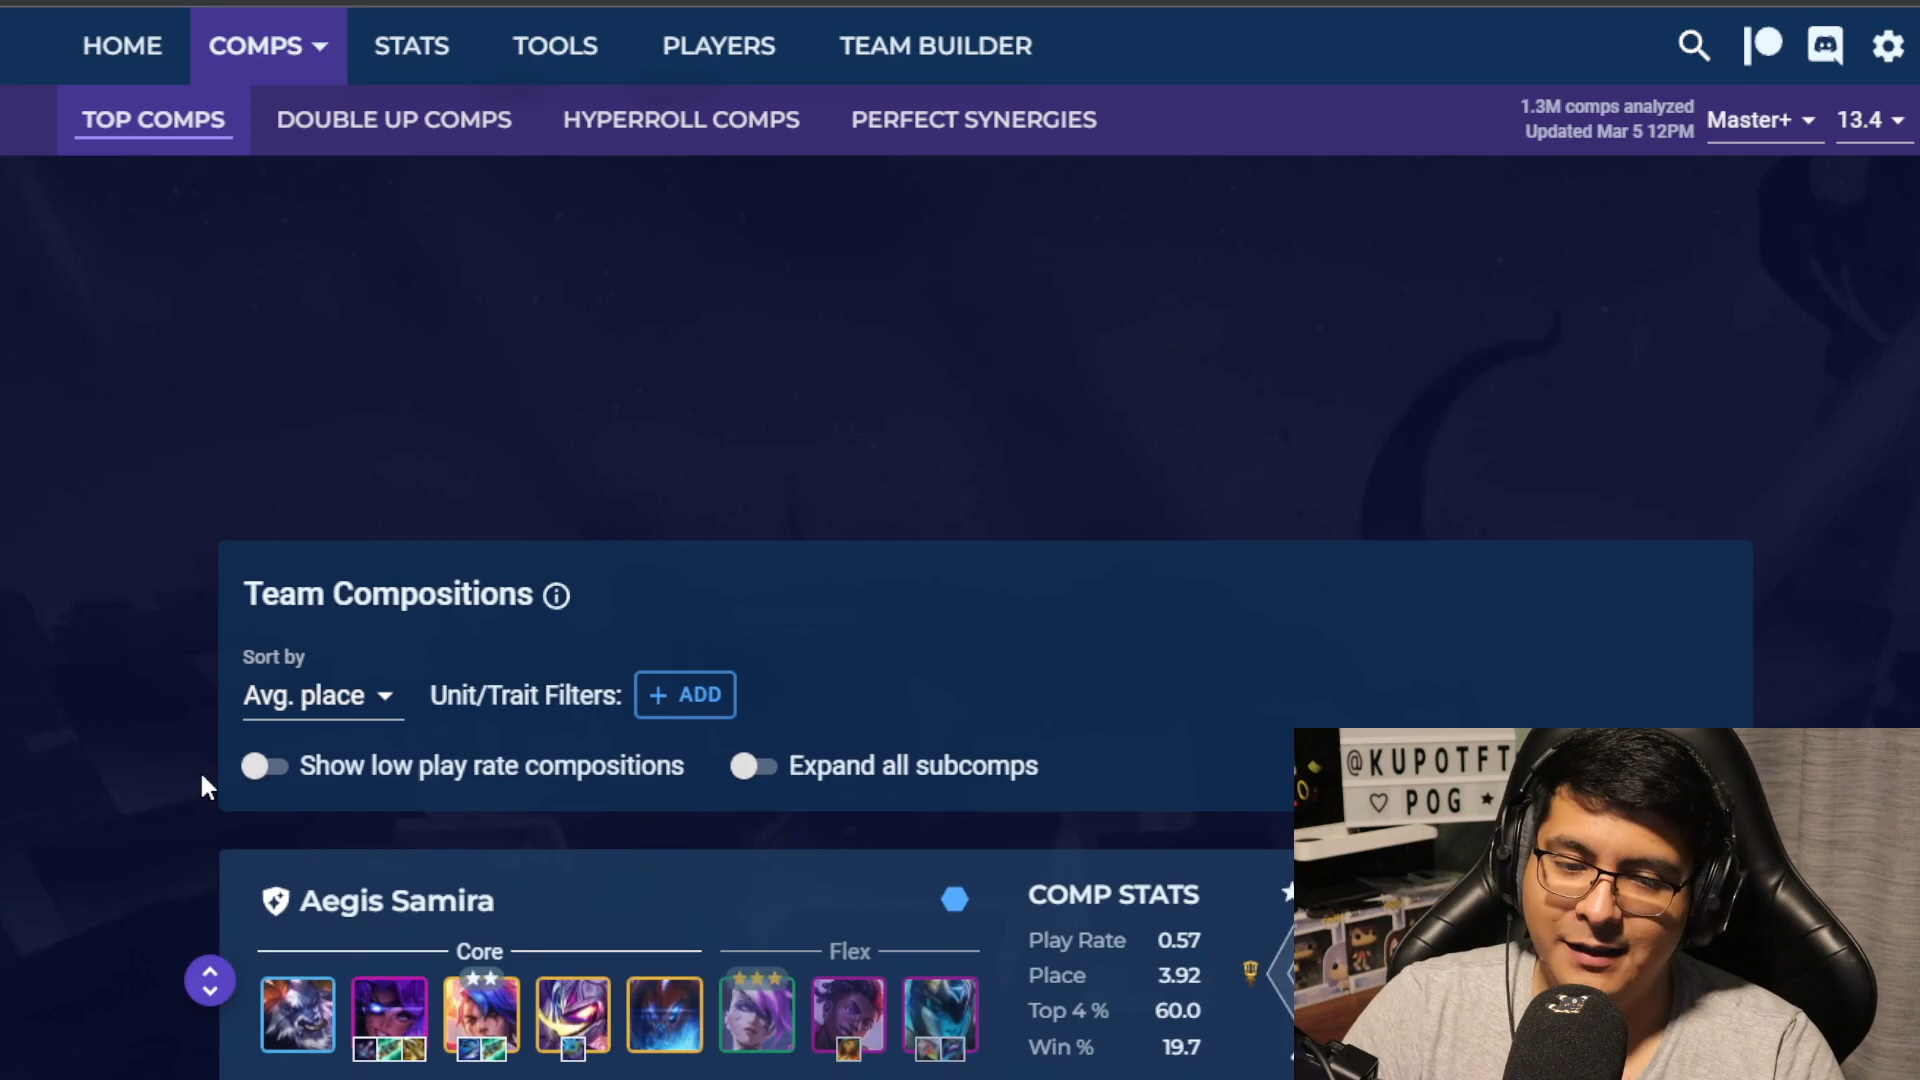 HOME COMPS STATS TOOLS PLAYERS TEAM BUILDER
TOP COMPS DOUBLE UP COMPS HYPERROLL COMPS PERFECT SYNERGIES
1.3M comps analyzed
Updated Mar 5 12PM
Master+ 13.4
Team Compositions
Sort by
Avg. place Unit/Trait Filters: + ADD
Show low play rate compositions Expand all subcomps
@KUPOTFT
POG
Aegis Samira
Core Flex
COMP STATS
Play Rate 0.57
Place 3.92
Top 4 % 60.0
Win % 19.7